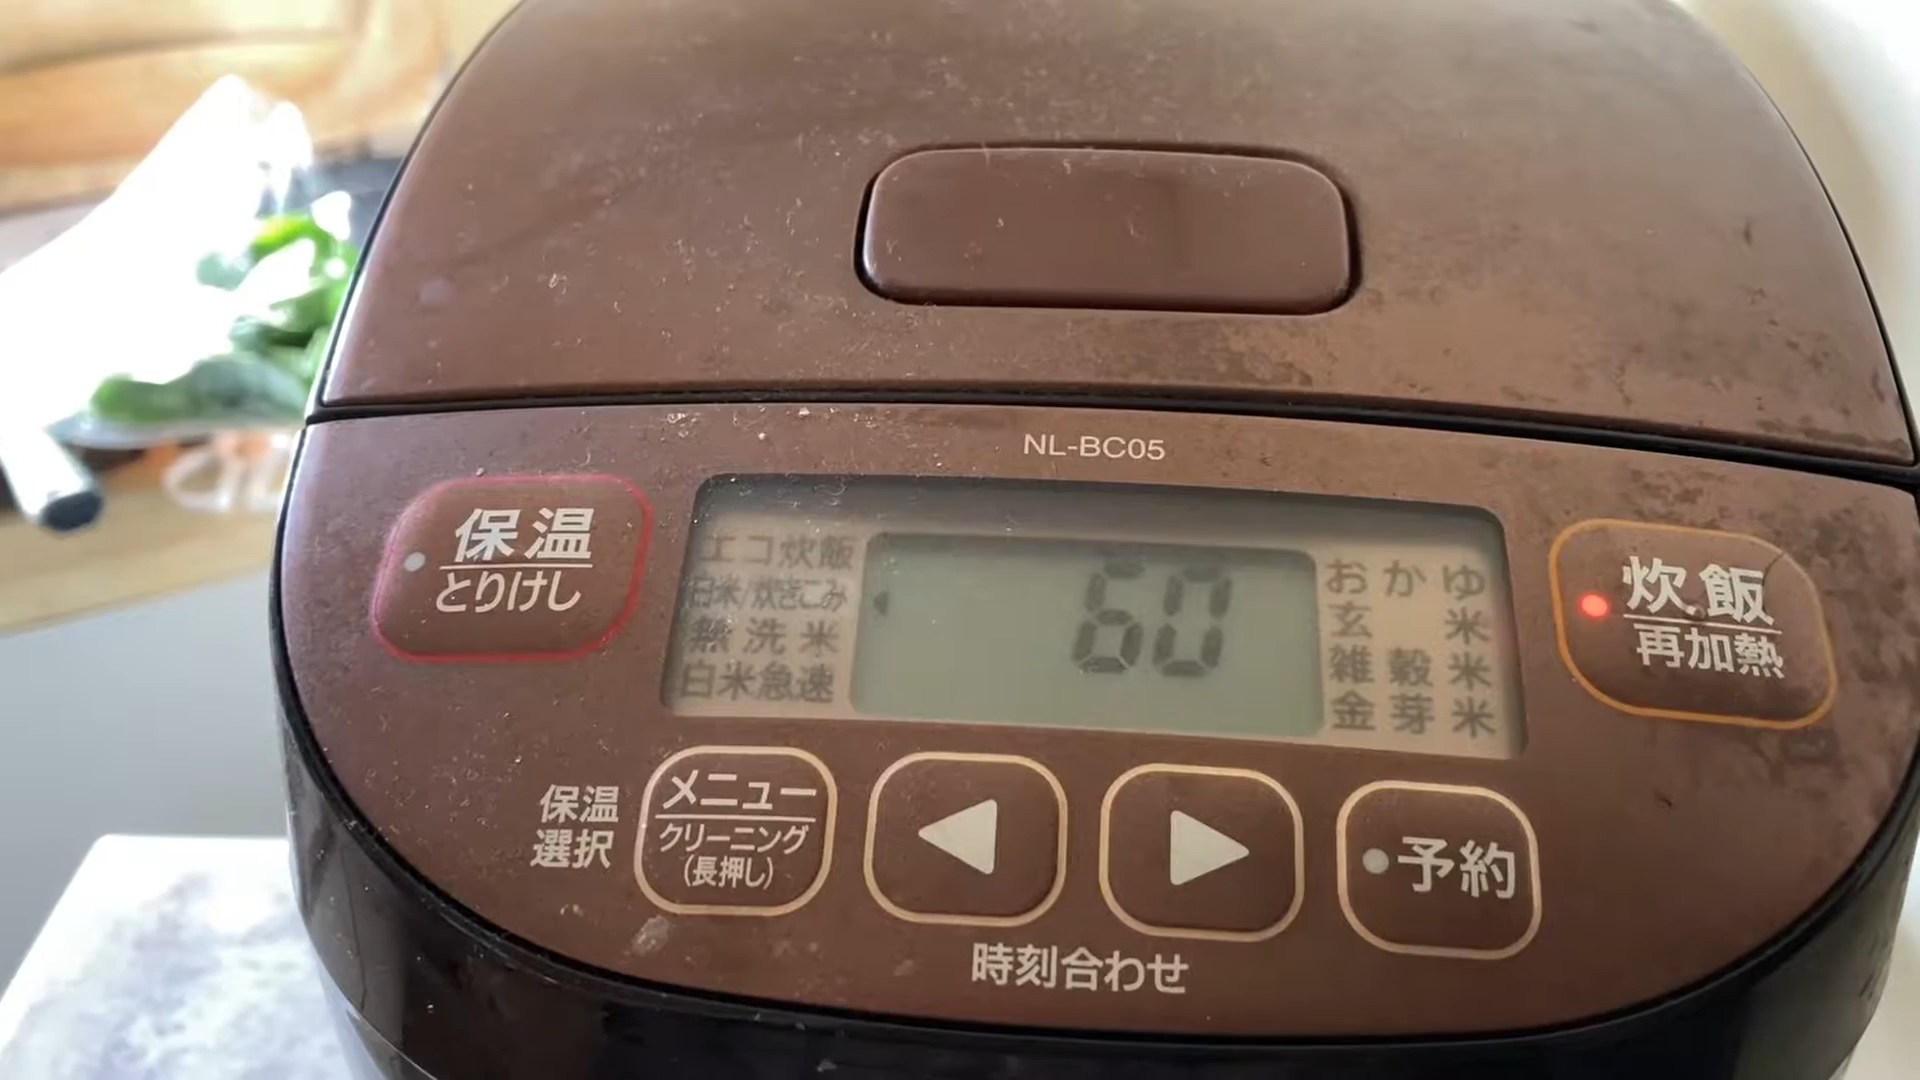 NL-BC05
保温
とりけし
エコ炊飯
白米/炊きこみ
無洗米
白米急速
60
おかゆ
玄米
雑穀米
金芽米
炊飯
再加熱
保温
選択
メニュー
クリーニング
(長押し)
予約
時刻合わせ